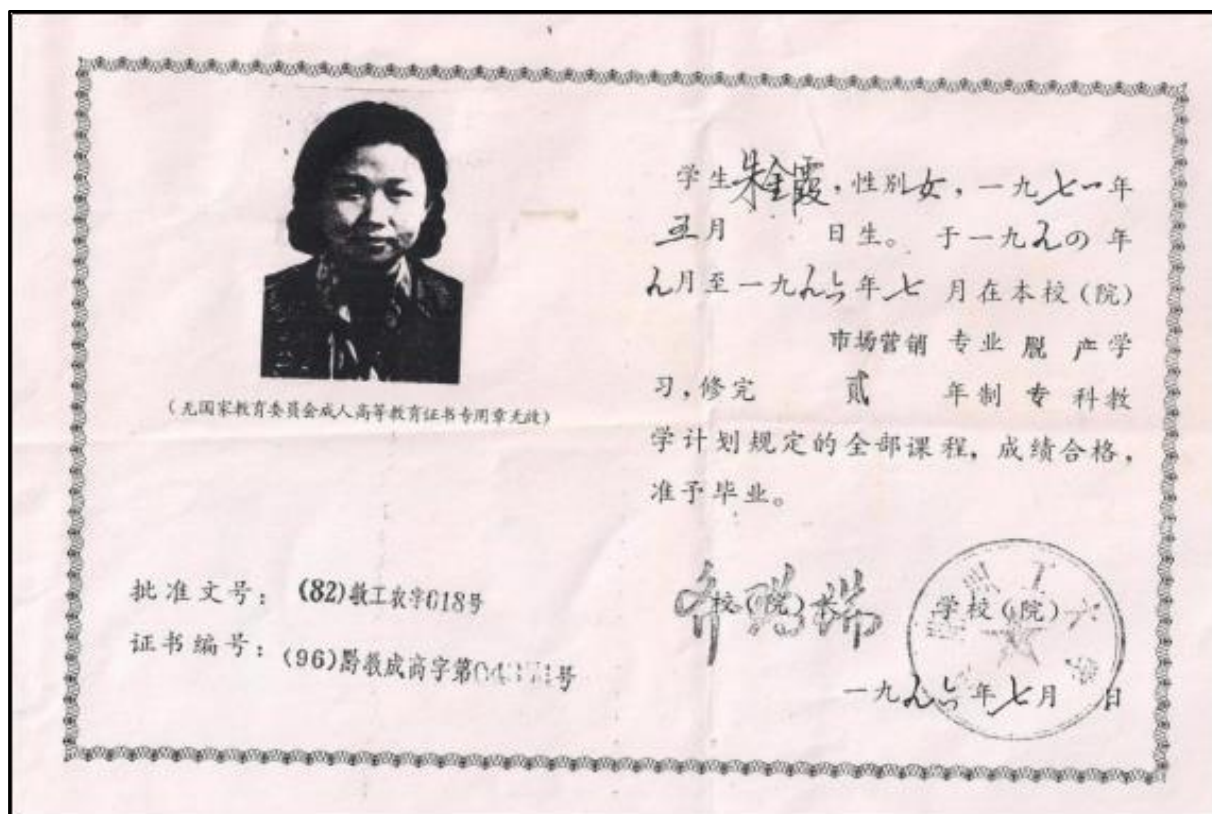 (无国家教育委员会成人高等教育证书专用章无效)
批准文号: (82)教工农字018号
证书编号: (96)黔教成高字第号
学生朱全霞,性别女,一九七一年
五月 日生。于一九九四年
九月至一九九六年七 月在本校(院)
市场营销 专业 脱 产学
习,修完 贰 年制 专 科教
学计划规定的全部课程,成绩合格,
准予毕业。
校(院)长
学校(院)
一九九六年七月 日